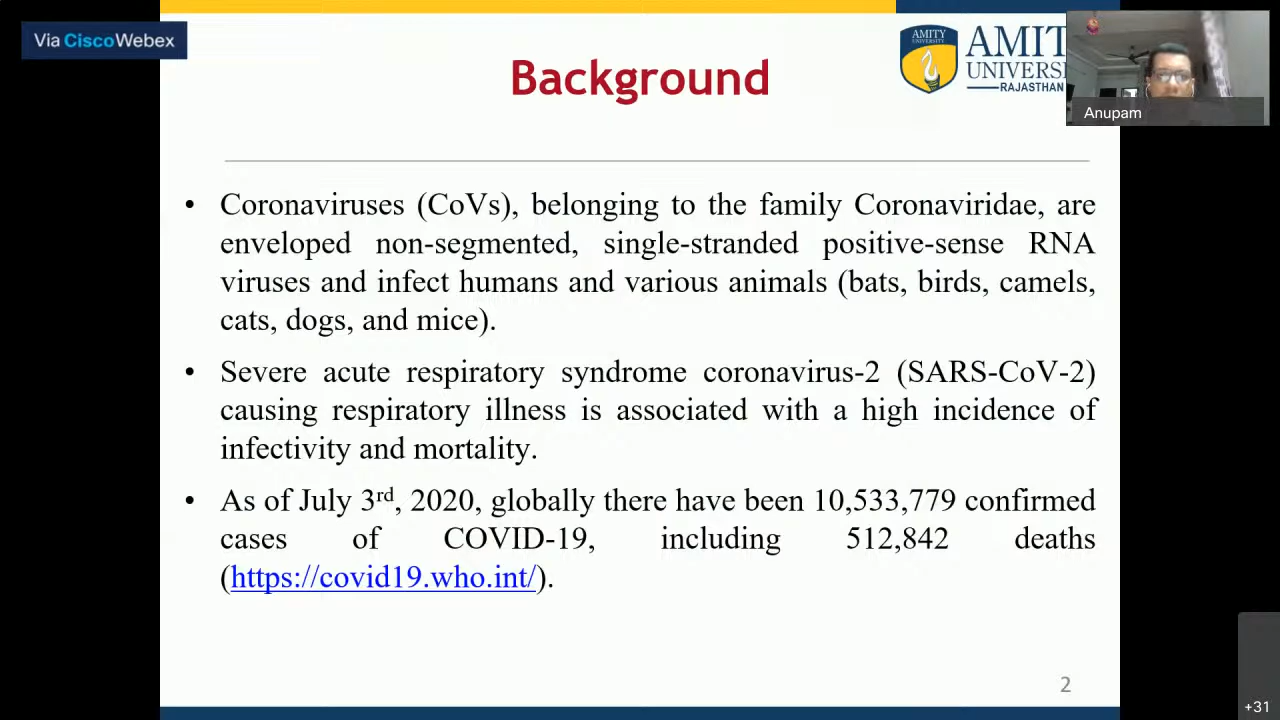 Via CiscoWebex
Background
AMITY
UNIVERSITY
AMIT
UNIVERSI
RAJASTHAN
Anupam
• Coronaviruses (CoVs), belonging to the family Coronaviridae, are
enveloped non-segmented, single-stranded positive-sense RNA
viruses and infect humans and various animals (bats, birds, camels,
cats, dogs, and mice).
• Severe acute respiratory syndrome coronavirus-2 (SARS-CoV-2)
causing respiratory illness is associated with a high incidence of
infectivity and mortality.
• As of July 3rd, 2020, globally there have been 10,533,779 confirmed
cases of COVID-19, including 512,842 deaths
(https://covid19.who.int/).
2
+31